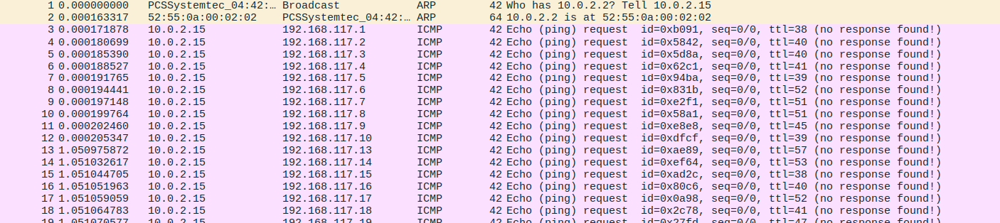 1 0.000000000 PCSSystemtec_04:42:… Broadcast ARP 42 Who has 10.0.2.2? Tell 10.0.2.15
2 0.000163317 52:55:0a:00:02:02 PCSSystemtec_04:42:… ARP 64 10.0.2.2 is at 52:55:0a:00:02:02
3 0.000171878 10.0.2.15 192.168.117.1 ICMP 42 Echo (ping) request id=0xb091, seq=0/0, ttl=38 (no response found!)
4 0.000180699 10.0.2.15 192.168.117.2 ICMP 42 Echo (ping) request id=0x5842, seq=0/0, ttl=40 (no response found!)
5 0.000185390 10.0.2.15 192.168.117.3 ICMP 42 Echo (ping) request id=0x5d8a, seq=0/0, ttl=40 (no response found!)
6 0.000188527 10.0.2.15 192.168.117.4 ICMP 42 Echo (ping) request id=0x62c1, seq=0/0, ttl=41 (no response found!)
7 0.000191765 10.0.2.15 192.168.117.5 ICMP 42 Echo (ping) request id=0x94ba, seq=0/0, ttl=39 (no response found!)
8 0.000194441 10.0.2.15 192.168.117.6 ICMP 42 Echo (ping) request id=0x831b, seq=0/0, ttl=52 (no response found!)
9 0.000197148 10.0.2.15 192.168.117.7 ICMP 42 Echo (ping) request id=0xe2f1, seq=0/0, ttl=51 (no response found!)
10 0.000199764 10.0.2.15 192.168.117.8 ICMP 42 Echo (ping) request id=0x58a1, seq=0/0, ttl=51 (no response found!)
11 0.000202460 10.0.2.15 192.168.117.9 ICMP 42 Echo (ping) request id=0xe8e8, seq=0/0, ttl=45 (no response found!)
12 0.000205347 10.0.2.15 192.168.117.10 ICMP 42 Echo (ping) request id=0xdfcf, seq=0/0, ttl=39 (no response found!)
13 1.050975872 10.0.2.15 192.168.117.13 ICMP 42 Echo (ping) request id=0xae89, seq=0/0, ttl=57 (no response found!)
14 1.051032617 10.0.2.15 192.168.117.14 ICMP 42 Echo (ping) request id=0xef64, seq=0/0, ttl=53 (no response found!)
15 1.051044705 10.0.2.15 192.168.117.15 ICMP 42 Echo (ping) request id=0xad2c, seq=0/0, ttl=38 (no response found!)
16 1.051051963 10.0.2.15 192.168.117.16 ICMP 42 Echo (ping) request id=0x80c6, seq=0/0, ttl=40 (no response found!)
17 1.051059059 10.0.2.15 192.168.117.17 ICMP 42 Echo (ping) request id=0x0a98, seq=0/0, ttl=52 (no response found!)
18 1.051064783 10.0.2.15 192.168.117.18 ICMP 42 Echo (ping) request id=0x2c78, seq=0/0, ttl=41 (no response found!)
19 1.051070577 10.0.2.15 192.168.117.19 ICMP 42 Echo (ping) request id=0x27fd, seq=0/0, ttl=47 (no response found!)